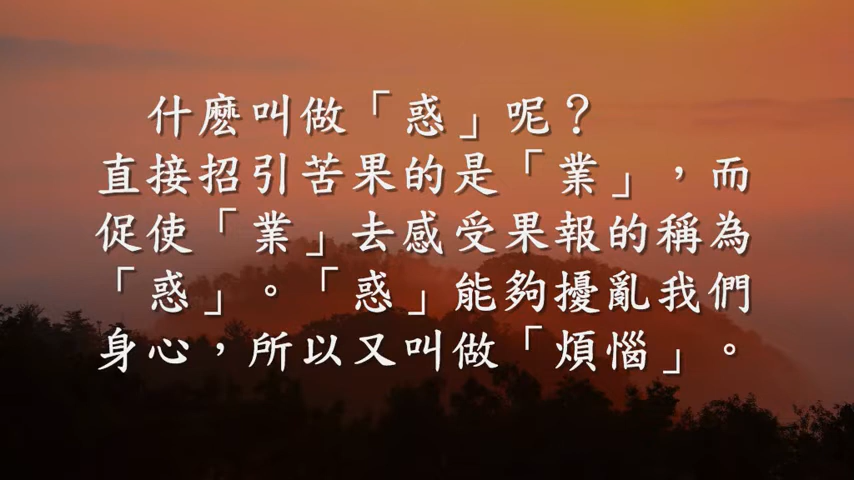 什麼叫做「惑」呢？
直接招引苦果的是「業」，而
促使「業」去感受果報的稱為
「惑」。「惑」能夠擾亂我們
身心，所以又叫做「煩惱」。